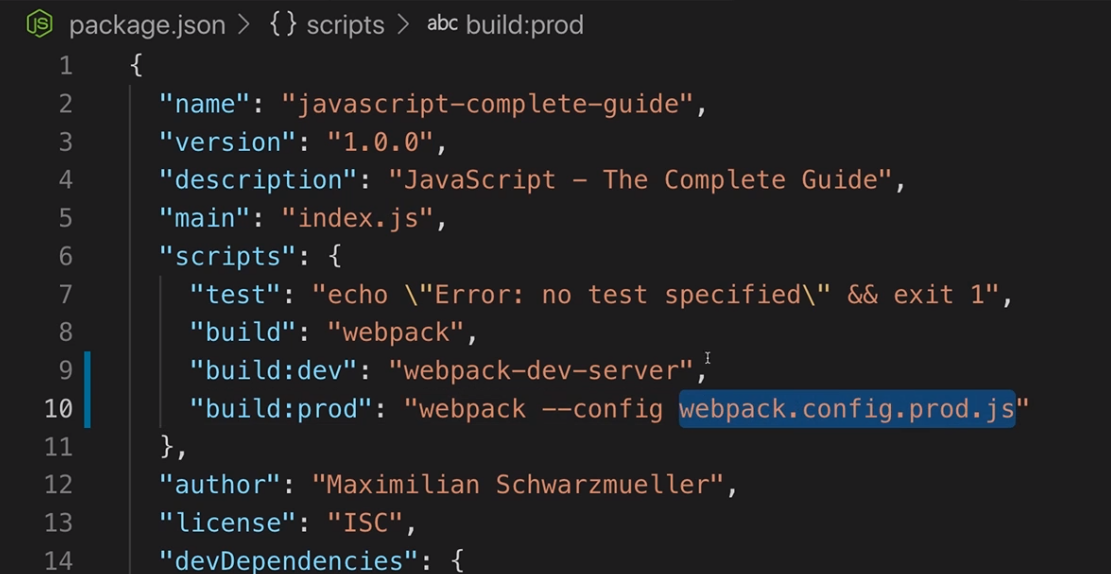 package.json > {} scripts > abc build:prod
1 {
2 "name": "javascript-complete-guide",
3 "version": "1.0.0",
4 "description": "JavaScript - The Complete Guide",
5 "main": "index.js",
6 "scripts": {
7 "test": "echo \"Error: no test specified\" && exit 1",
8 "build": "webpack",
9 "build:dev": "webpack-dev-server",
10 "build:prod": "webpack --config webpack.config.prod.js"
11 },
12 "author": "Maximilian Schwarzmueller",
13 "license": "ISC",
14 "devDependencies": {